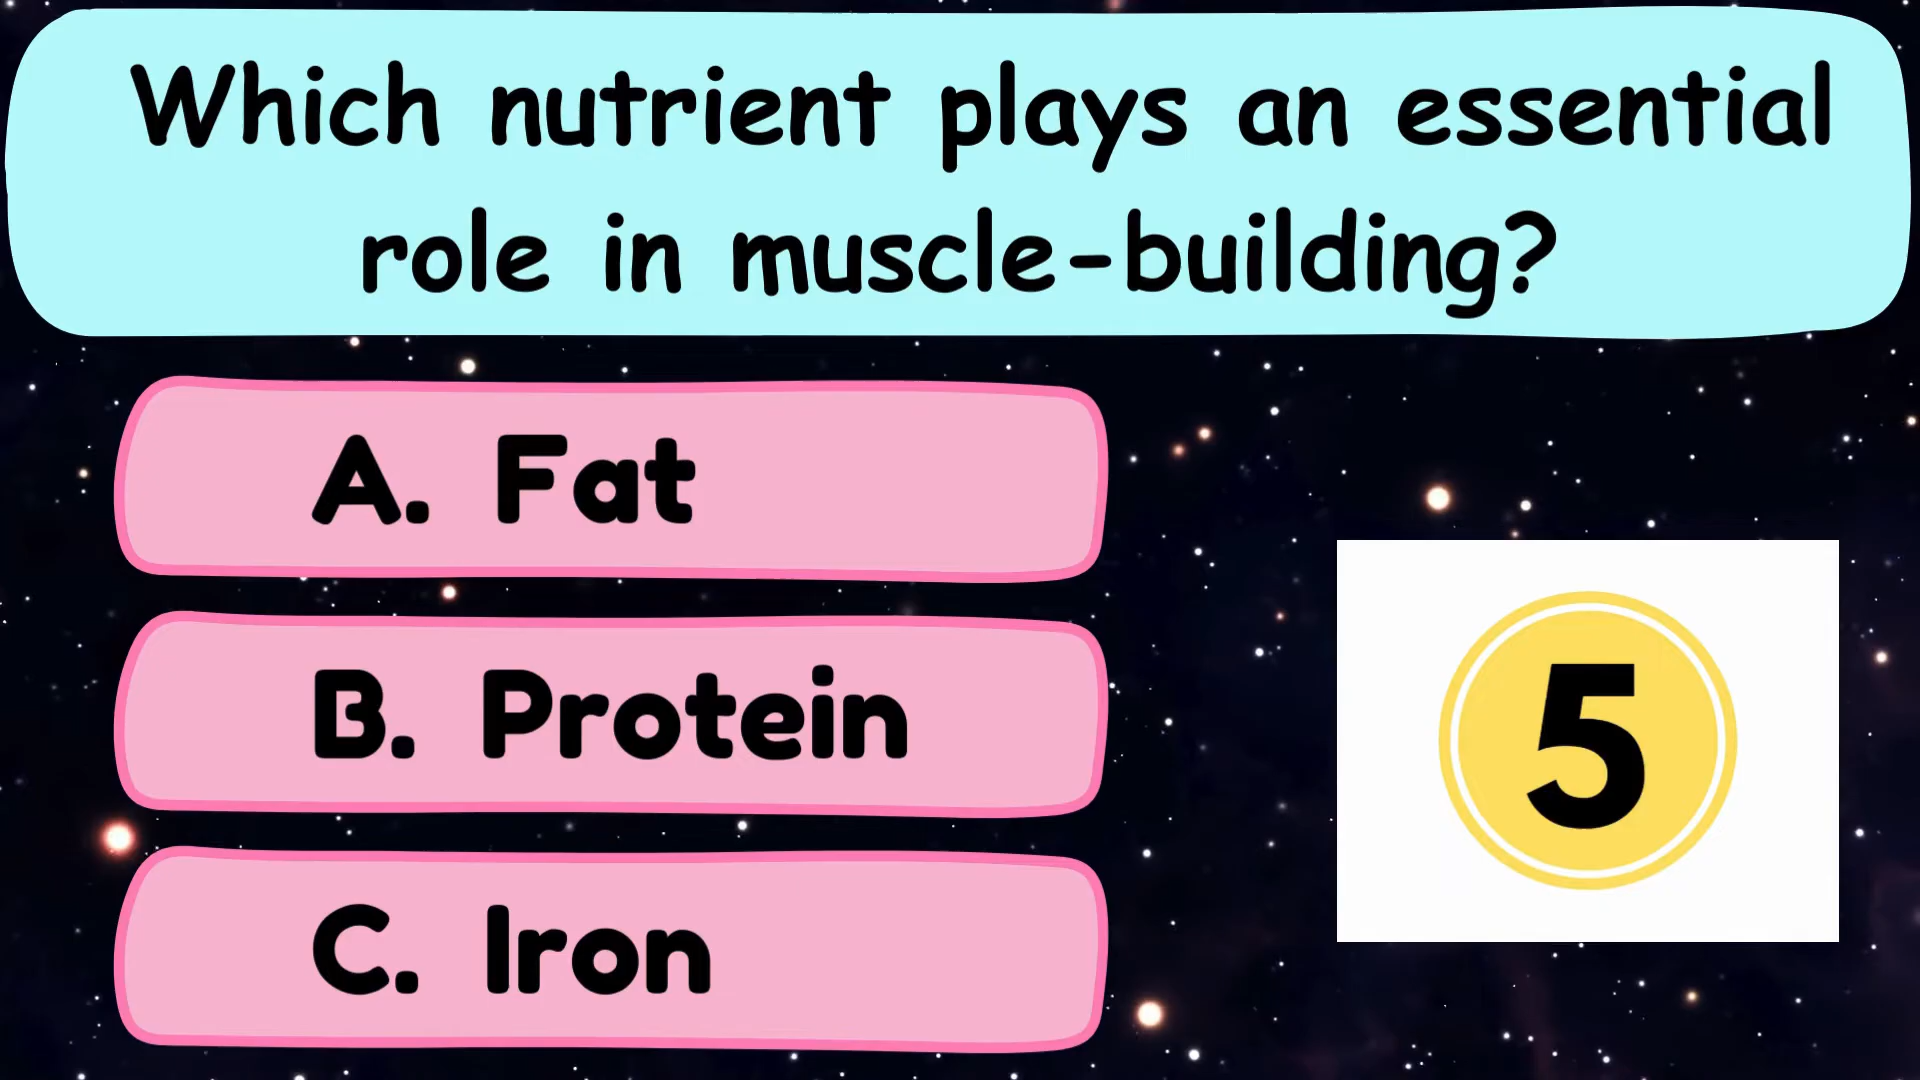 Which nutrient plays an essential
role in muscle-building?
A. Fat
B. Protein
C. Iron
5